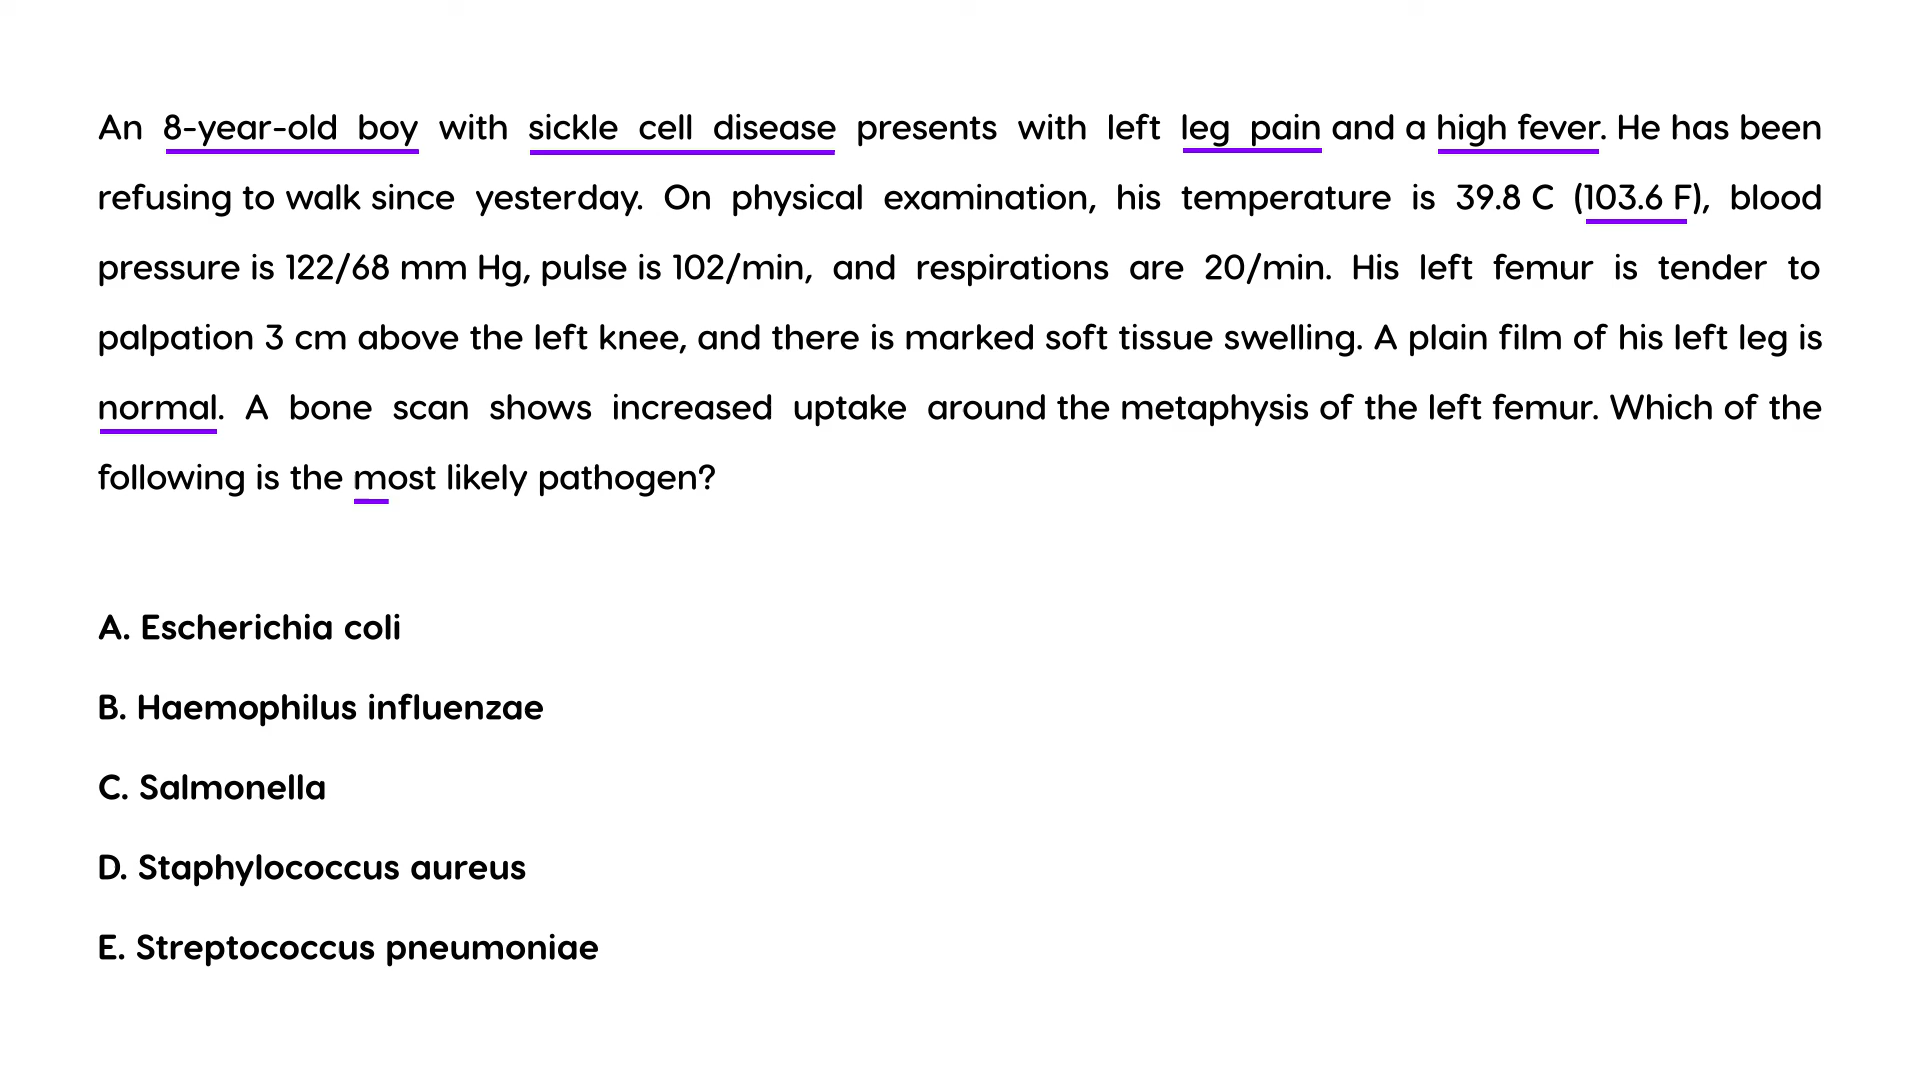 An 8-year-old boy with sickle cell disease presents with left leg pain and a high fever. He has been
refusing to walk since yesterday. On physical examination, his temperature is 39.8 C (103.6 F), blood
pressure is 122/68 mm Hg, pulse is 102/min, and respirations are 20/min. His left femur is tender to
palpation 3 cm above the left knee, and there is marked soft tissue swelling. A plain film of his left leg is
normal. A bone scan shows increased uptake around the metaphysis of the left femur. Which of the
following is the most likely pathogen?
A. Escherichia coli
B. Haemophilus influenzae
C. Salmonella
D. Staphylococcus aureus
E. Streptococcus pneumoniae